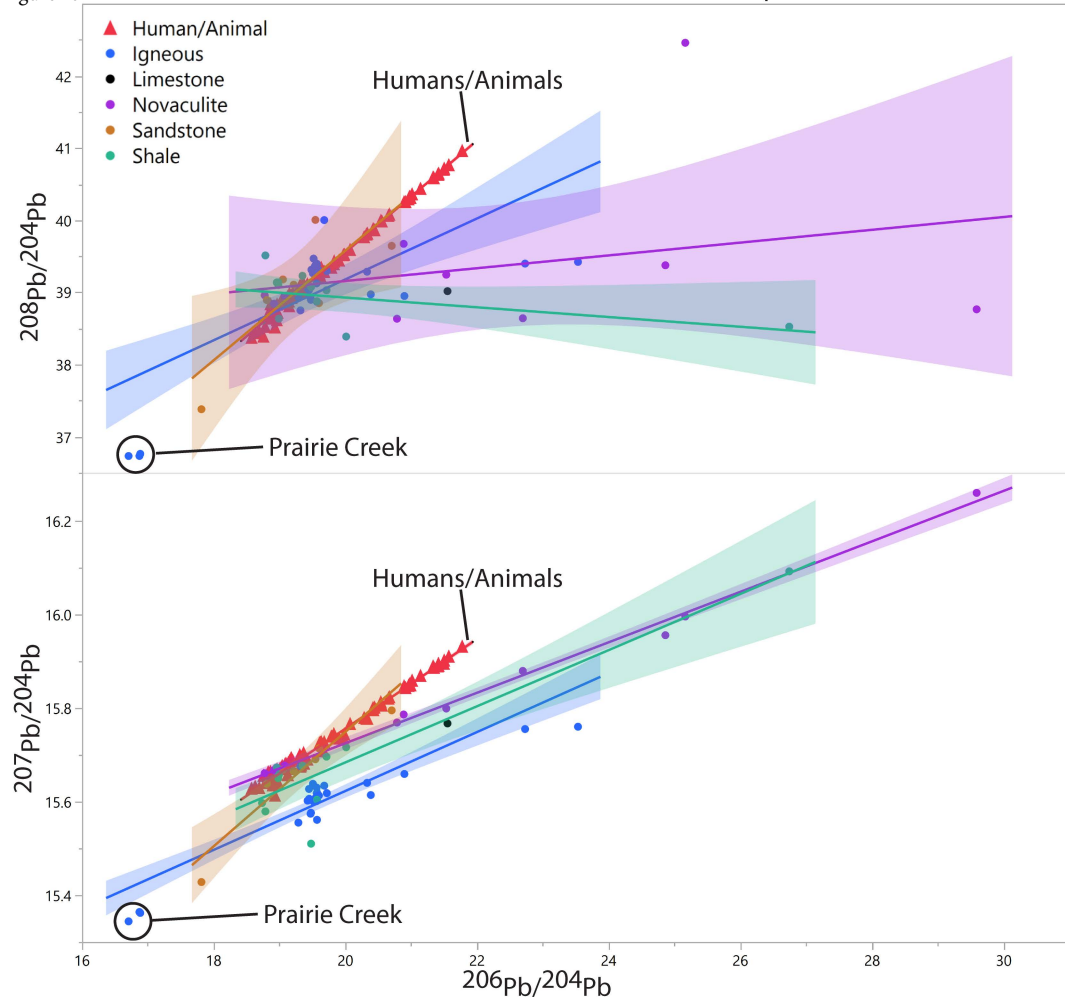 Human/Animal
Igneous
Limestone
Novaculite
Sandstone
Shale
Humans/Animals
Prairie Creek
208Pb/204Pb
42
41
40
39
38
37
Humans/Animals
Prairie Creek
207Pb/204Pb
16.2
16.0
15.8
15.6
15.4
16 18 20 22 24 26 28 30
206Pb/204Pb